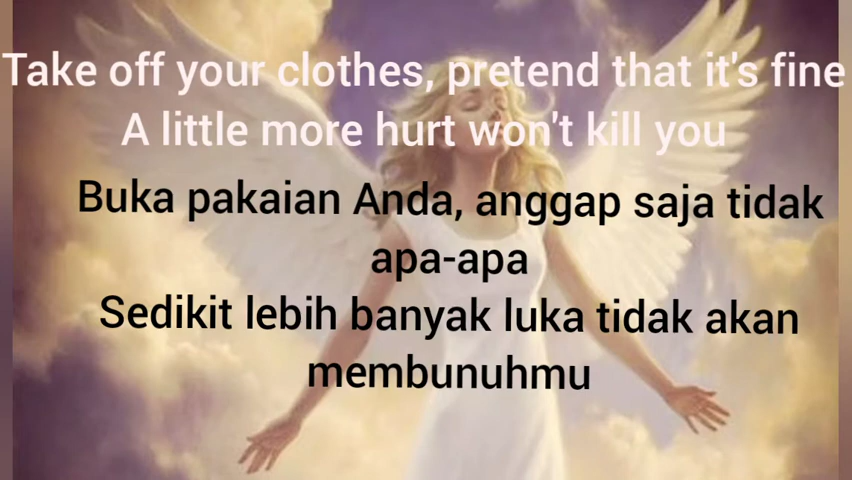 Take off your clothes, pretend that it's fine
A little more hurt won't kill you
Buka pakaian Anda, anggap saja tidak
apa-apa
Sedikit lebih banyak luka tidak akan
membunuhmu